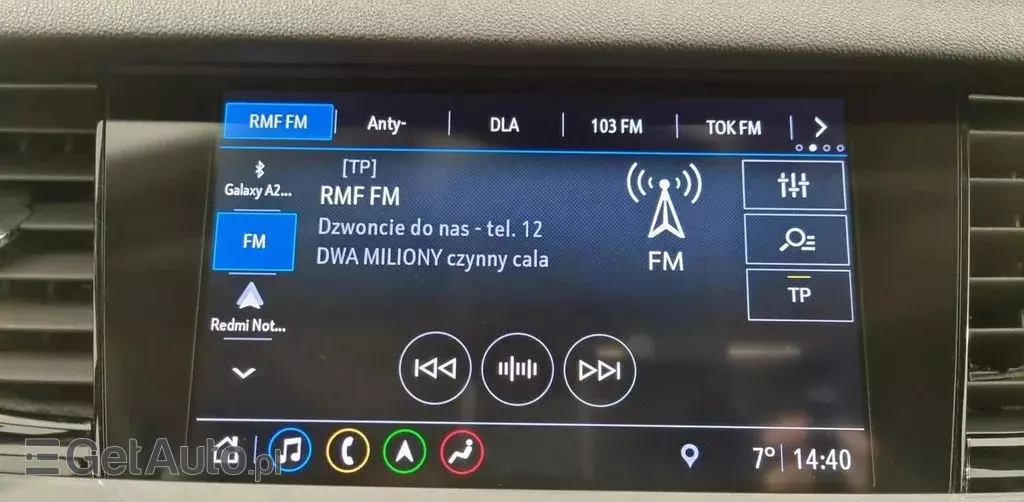 RMF FM
Anty-
DLA
103 FM
TOK FM
Galaxy A2...
[TP]
RMF FM
Dzwoncie do nas - tel. 12
DWA MILIONY czynny cala
FM
FM
TP
Redmi Not...
7° 14:40
GetAuto.pl